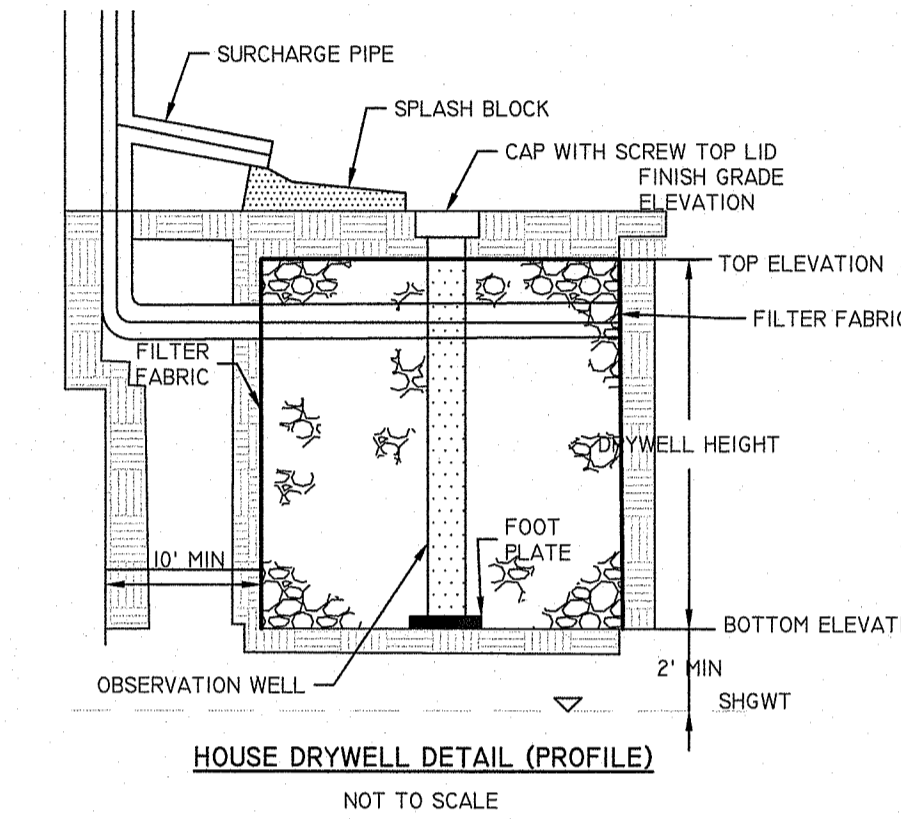 SURCHARGE PIPE
SPLASH BLOCK
CAP WITH SCREW TOP LID
FINISH GRADE
ELEVATION
TOP ELEVATION
FILTER FABRIC
FILTER
FABRIC
DRYWELL HEIGHT
FOOT
PLATE
10' MIN
BOTTOM ELEVATI
2' MIN
OBSERVATION WELL
SHGWT
HOUSE DRYWELL DETAIL (PROFILE)
NOT TO SCALE